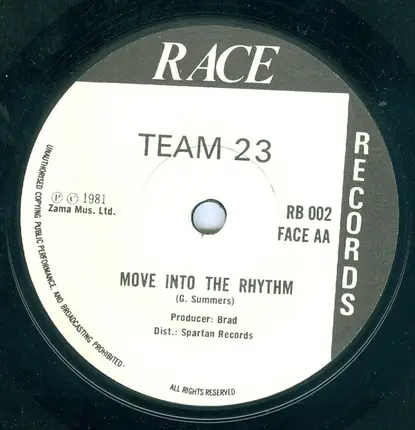 RACE
RECORDS
TEAM 23
Ⓟ Ⓒ 1981
Zama Mus. Ltd.
RB 002
FACE AA
MOVE INTO THE RHYTHM
(G. Summers)
Producer: Brad
Dist.: Spartan Records
UNAUTHORISED COPYING PUBLIC PERFORMANCE, AND BROADCASTING PROHIBITED·
ALL RIGHTS RESERVED